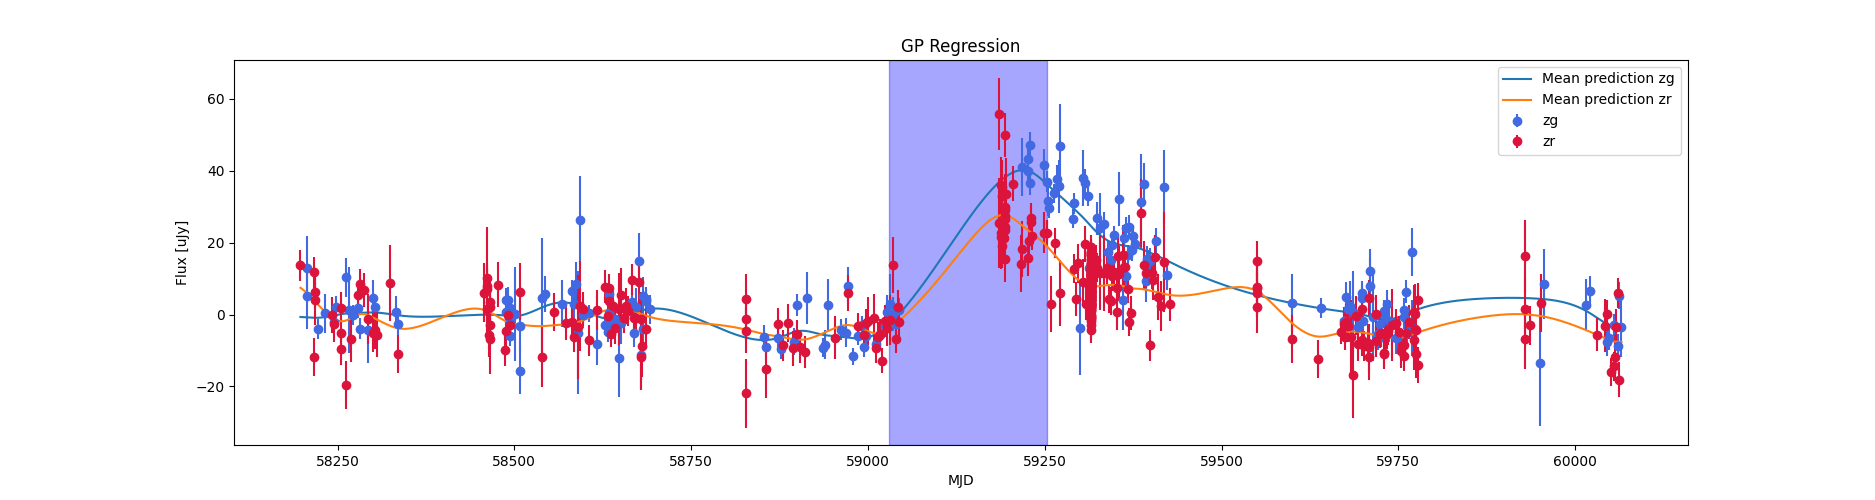 GP Regression
Flux [uJy]
60
40
20
0
−20
58250 58500 58750 59000 59250 59500 59750 60000
MJD
Mean prediction zg
Mean prediction zr
zg
zr